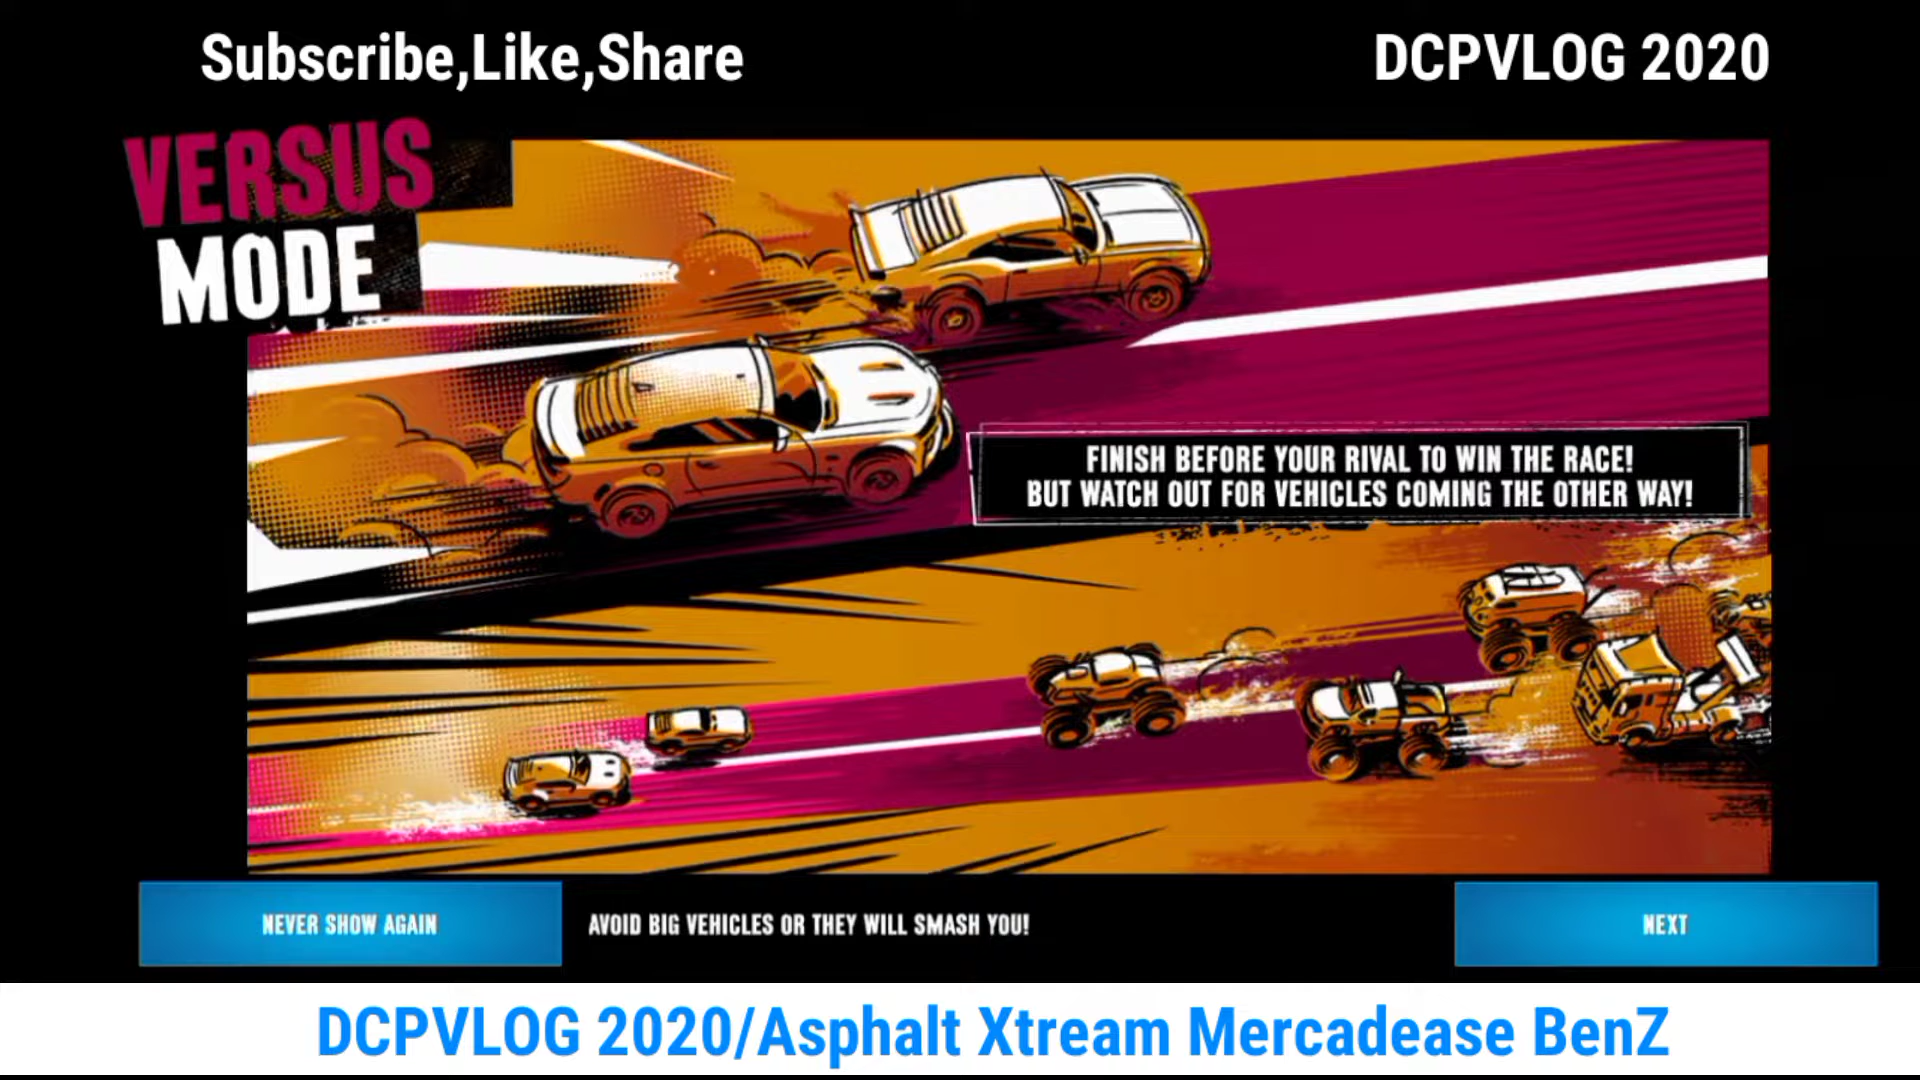 Subscribe,Like,Share
DCPVLOG 2020
VERSUS
MODE
FINISH BEFORE YOUR RIVAL TO WIN THE RACE!
BUT WATCH OUT FOR VEHICLES COMING THE OTHER WAY!
NEVER SHOW AGAIN
AVOID BIG VEHICLES OR THEY WILL SMASH YOU!
NEXT
DCPVLOG 2020/Asphalt Xtream Mercadease BenZ